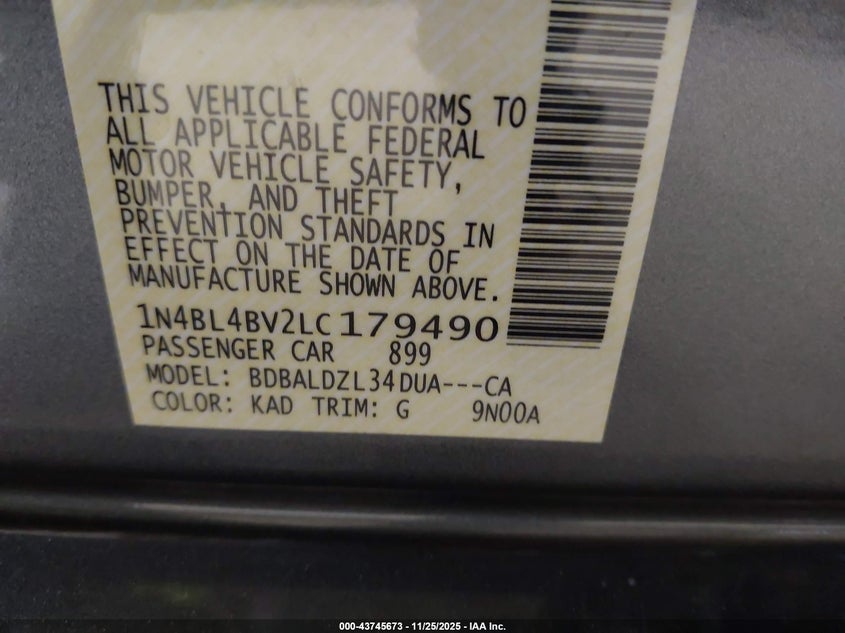 THIS VEHICLE CONFORMS TO
ALL APPLICABLE FEDERAL
MOTOR VEHICLE SAFETY,
BUMPER, AND THEFT
PREVENTION STANDARDS IN
EFFECT ON THE DATE OF
MANUFACTURE SHOWN ABOVE.
1N4BL4BV2LC179490
PASSENGER CAR 899
MODEL: BDBALDZL34DUA---CA
COLOR: KAD TRIM: G 9N00A
000-43745673 - 11/25/2025 - IAA Inc.